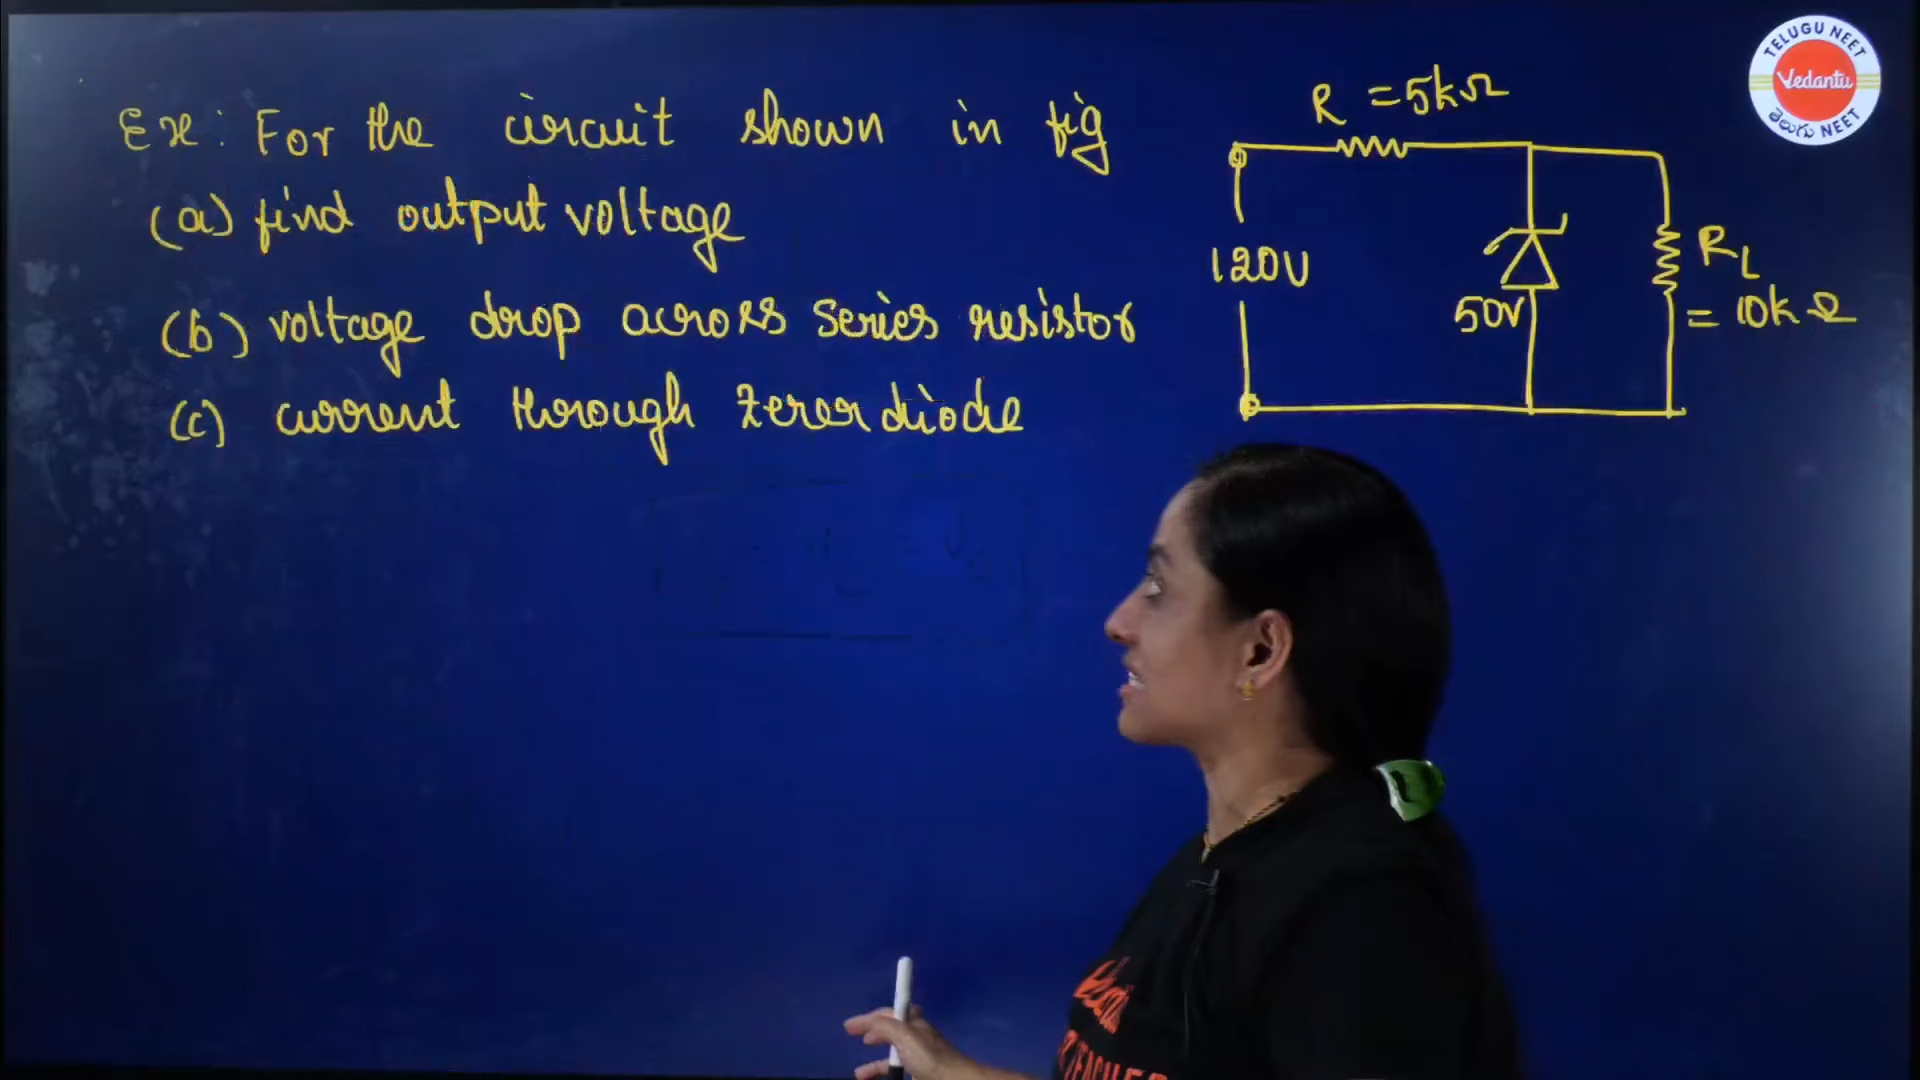 Ex: For the circuit shown in fig
(a) find output voltage
(b) voltage drop across series resistor
(c) current through zener diode
R = 5kΩ
120V
50V
RL
= 10kΩ
TELUGU NEET
Vedantu
తెలుగు NEET